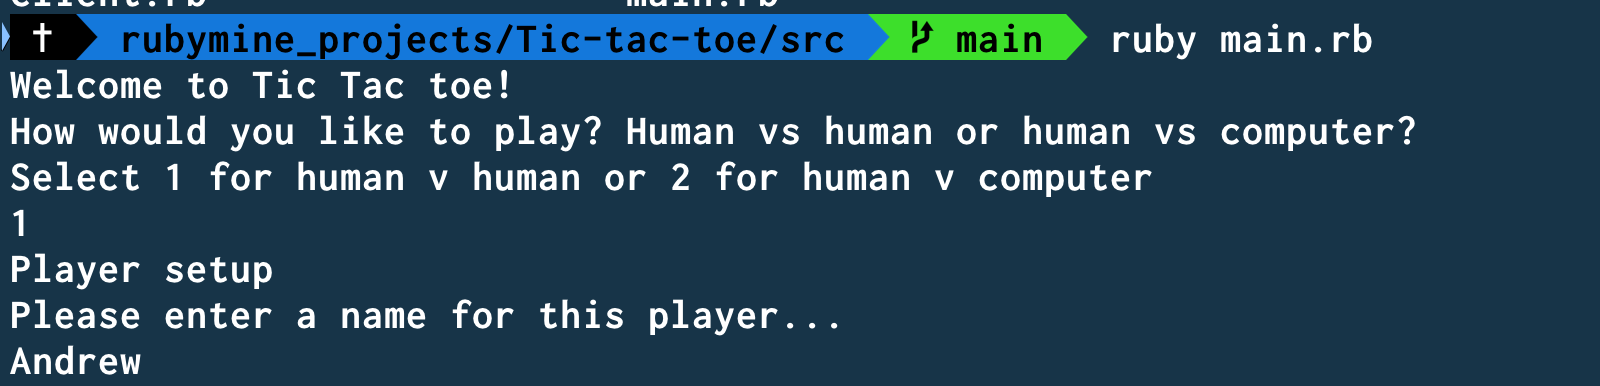 client.rb main.rb
† rubymine_projects/Tic-tac-toe/src main ruby main.rb
Welcome to Tic Tac toe!
How would you like to play? Human vs human or human vs computer?
Select 1 for human v human or 2 for human v computer
1
Player setup
Please enter a name for this player...
Andrew